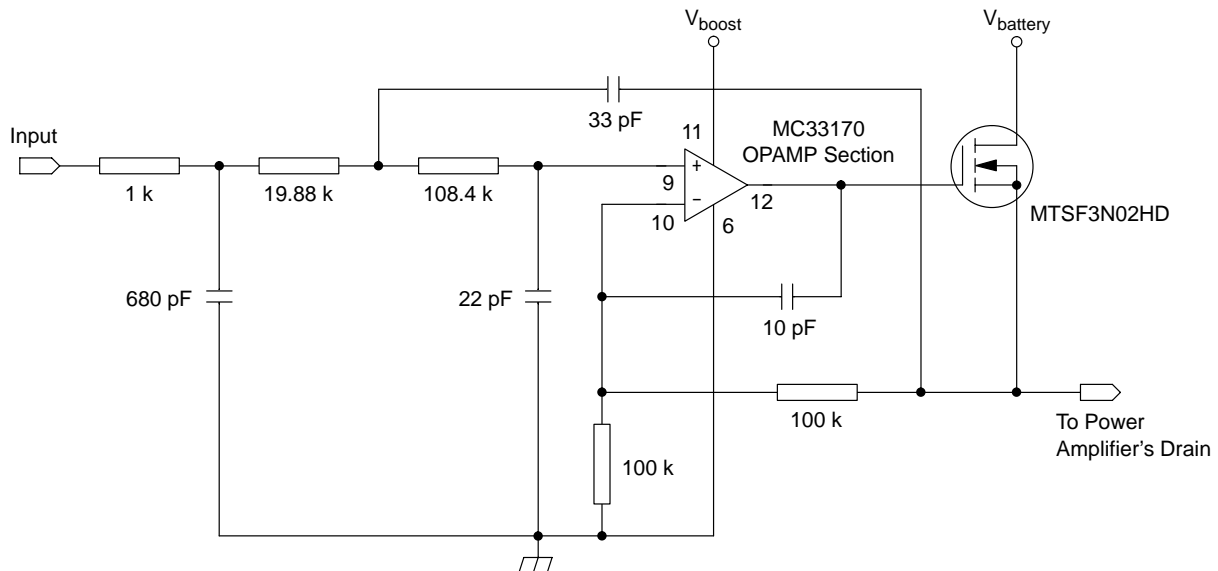 V_boost
V_battery
33 pF
Input
11
MC33170
OPAMP Section
+
9
1 k
19.88 k
108.4 k
12
10
−
6
MTSF3N02HD
680 pF
22 pF
10 pF
100 k
To Power
Amplifier's Drain
100 k